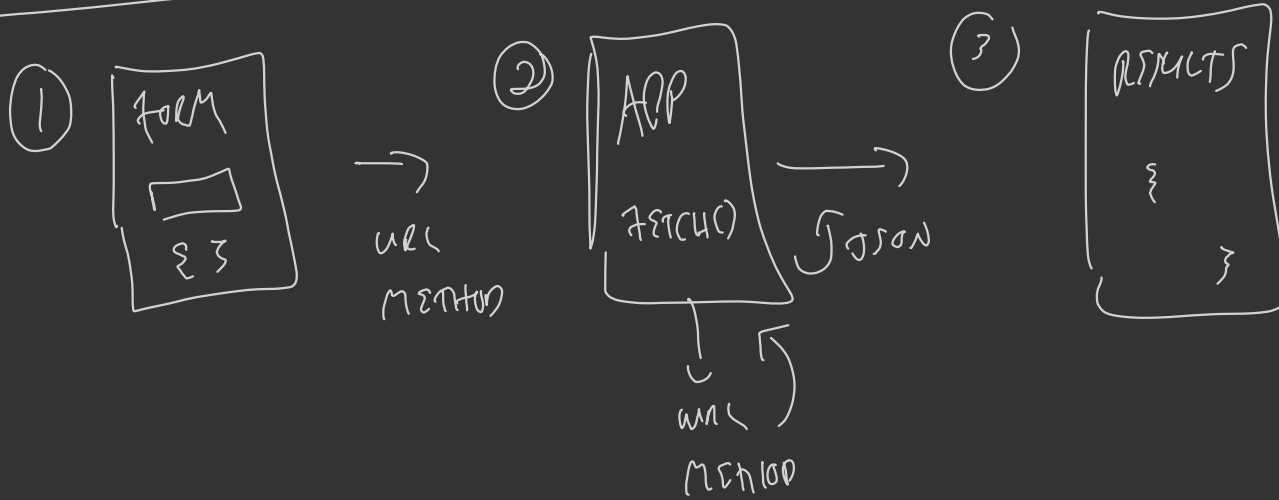 1
FORM
{ }
URL
METHOD
2
APP
FETCH()
JSON
URL
METHOD
3
RESULTS
{
}